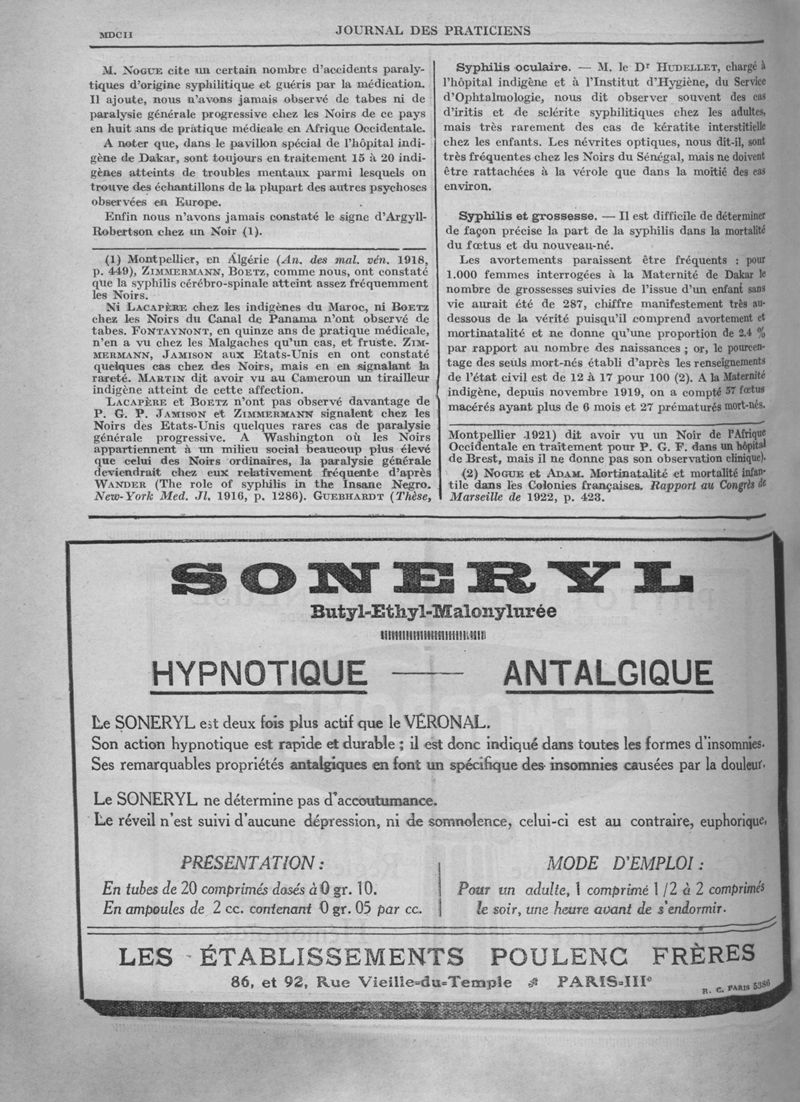 MDCII
JOURNAL DES PRATICIENS
M. NOGUE cite un certain nombre d'accidents paraly-
tiques d'origine syphilitique et guéris par la médication.
Il ajoute, nous n'avons jamais observé de tabes ni de
paralysie générale progressive chez les Noirs de ce pays
en huit ans de pratique médicale en Afrique Occidentale.
A noter que, dans le pavillon spécial de l'hôpital indi-
gène de Dakar, sont toujours en traitement 15 à 20 indi-
gènes atteints de troubles mentaux parmi lesquels on
trouve des échantillons de la plupart des autres psychoses
observées en Europe.
Enfin nous n'avons jamais constaté le signe d'Argyll-
Robertson chez un Noir (1).
(1) Montpellier, en Algérie (An. des mal. vén. 1918,
p. 449), ZIMMERMANN, BOETZ, comme nous, ont constaté
que la syphilis cérébro-spinale atteint assez fréquemment
les Noirs.
Ni LACAPÈRE chez les indigènes du Maroc, ni BOETZ
chez les Noirs du Canal de Panama n'ont observé de
tabes. FONTAYNONT, en quinze ans de pratique médicale,
n'en a vu chez les Malgaches qu'un cas, et fruste. ZIM-
MERMANN, JAMISON aux Etats-Unis en ont constaté
quelques cas chez des Noirs, mais en en signalant la
rareté. MARTIN dit avoir vu au Cameroun un tirailleur
indigène atteint de cette affection.
LACAPÈRE et BOETZ n'ont pas observé davantage de
P. G. P. JAMISON et ZIMMERMANN signalent chez les
Noirs des Etats-Unis quelques rares cas de paralysie
générale progressive. A Washington où les Noirs
appartiennent à un milieu social beaucoup plus élevé
que celui des Noirs ordinaires, la paralysie générale
deviendrait chez eux relativement fréquente d'après
WANDER (The role of syphilis in the Insane Negro.
New-York Med. Jl. 1916, p. 1286). GUEBHARDT (Thèse,
Syphilis oculaire. — M. le Dr HUDELLET, chargé à
l'hôpital indigène et à l'Institut d'Hygiène, du Service
d'Ophtalmologie, nous dit observer souvent des cas
d'iritis et de sclérite syphilitiques chez les adultes,
mais très rarement des cas de kératite interstitielle
chez les enfants. Les névrites optiques, nous dit-il, sont
très fréquentes chez les Noirs du Sénégal, mais ne doivent
être rattachées à la vérole que dans la moitié des cas
environ.
Syphilis et grossesse. — Il est difficile de déterminer
de façon précise la part de la syphilis dans la mortalité
du fœtus et du nouveau-né.
Les avortements paraissent être fréquents : pour
1.000 femmes interrogées à la Maternité de Dakar le
nombre de grossesses suivies de l'issue d'un enfant sans
vie aurait été de 287, chiffre manifestement très au-
dessous de la vérité puisqu'il comprend avortement et
mortinatalité et ne donne qu'une proportion de 2.4 %
par rapport au nombre des naissances ; or, le pourcen-
tage des seuls mort-nés établi d'après les renseignements
de l'état civil est de 12 à 17 pour 100 (2). A la Maternité
indigène, depuis novembre 1919, on a compté 57 fœtus
macérés ayant plus de 6 mois et 27 prématurés mort-nés.
Montpellier 1921) dit avoir vu un Noir de l'Afrique
Occidentale en traitement pour P. G. F. dans un hôpital
de Brest, mais il ne donne pas son observation clinique).
(2) NOGUE et ADAM. Mortinatalité et mortalité infan-
tile dans les Colonies françaises. Rapport au Congrès de
Marseille de 1922, p. 423.
SONERYL
Butyl-Ethyl-Malonylurée
HYPNOTIQUE — ANTALGIQUE
Le SONERYL est deux fois plus actif que le VÉRONAL.
Son action hypnotique est rapide et durable ; il est donc indiqué dans toutes les formes d'insomnies.
Ses remarquables propriétés antalgiques en font un spécifique des insomnies causées par la douleur.
Le SONERYL ne détermine pas d'accoutumance.
Le réveil n'est suivi d'aucune dépression, ni de somnolence, celui-ci est au contraire, euphorique.
PRÉSENTATION :
En tubes de 20 comprimés dosés à 0 gr. 10.
En ampoules de 2 cc. contenant 0 gr. 05 par cc.
MODE D'EMPLOI :
Pour un adulte, 1 comprimé 1/2 à 2 comprimés
le soir, une heure avant de s'endormir.
LES ÉTABLISSEMENTS POULENC FRÈRES
86, et 92, Rue Vieille-du-Temple PARIS-IIIe
R. C. PARIS 5386